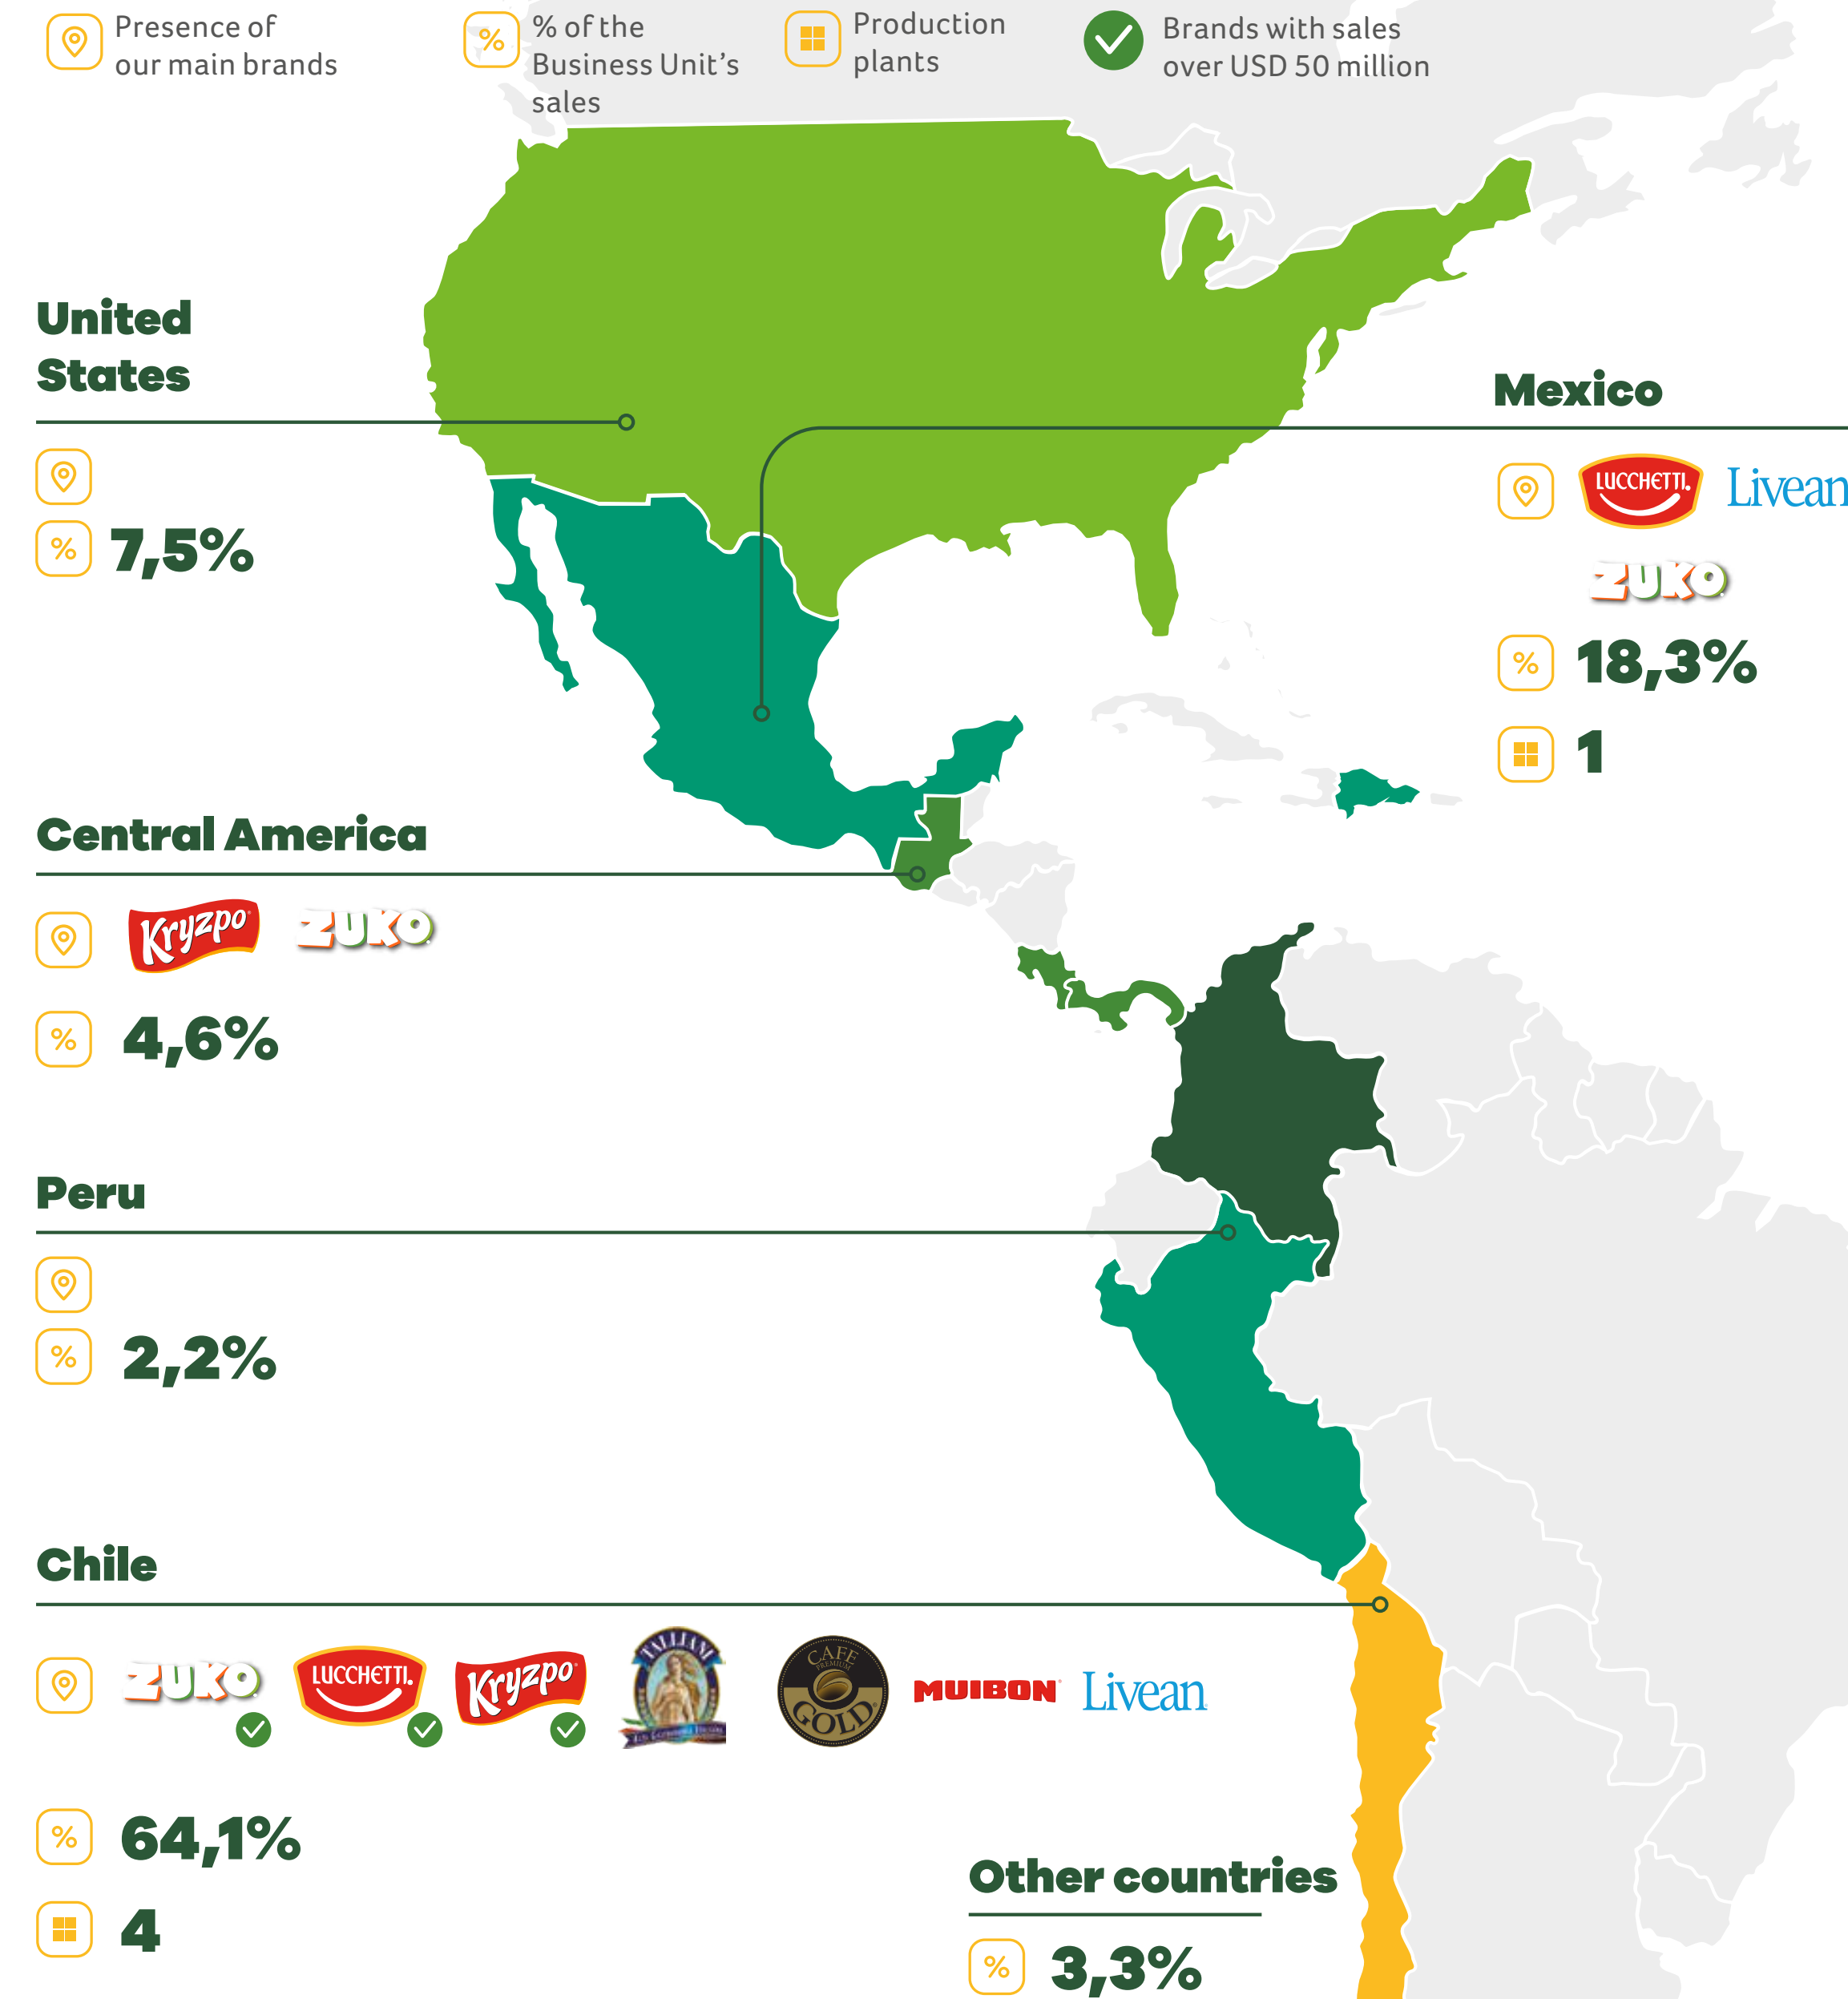 Presence of
our main brands
% of the
Business Unit's
sales
Production
plants
Brands with sales
over USD 50 million
United
States
%
7,5%
Mexico
LUCCHETTI.
Livean
ZUKO
%
18,3%
1
Central America
Kryzpo
ZUKO
%
4,6%
Peru
%
2,2%
Chile
ZUKO
LUCCHETTI.
Kryzpo
TALLIANI
CAFE
PREMIUM
GOLD
MUIBON
Livean
%
64,1%
4
Other countries
%
3,3%